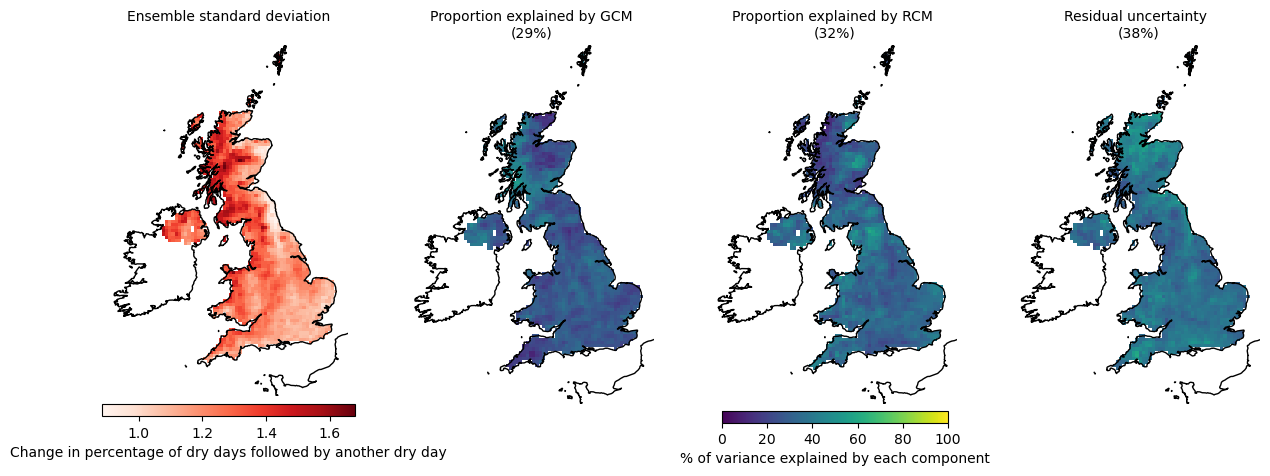 Ensemble standard deviation
Proportion explained by GCM
(29%)
Proportion explained by RCM
(32%)
Residual uncertainty
(38%)
1.0 1.2 1.4 1.6
Change in percentage of dry days followed by another dry day
0 20 40 60 80 100
% of variance explained by each component